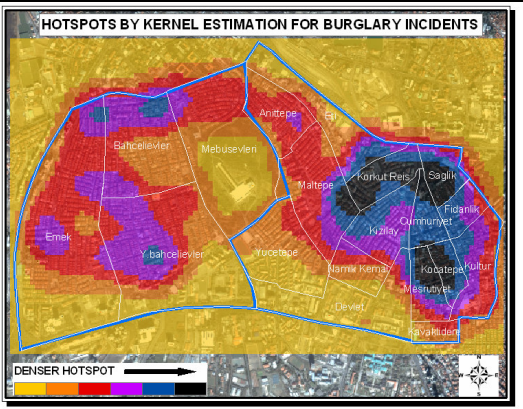 HOTSPOTS BY KERNEL ESTIMATION FOR BURGLARY INCIDENTS
Anittepe
Eti
Bahcelievler
Mebusevleri
Maltepe
Korkut Reis
Saglik
Fidanlik
Cumhuriyet
Kizilay
Emek
Y.bahcelievler
Yucetepe
Namik Kemal
Kocatepe
Kultur
Mesrutiyet
Devlet
Kavaklidere
DENSER HOTSPOT
N
W
E
S